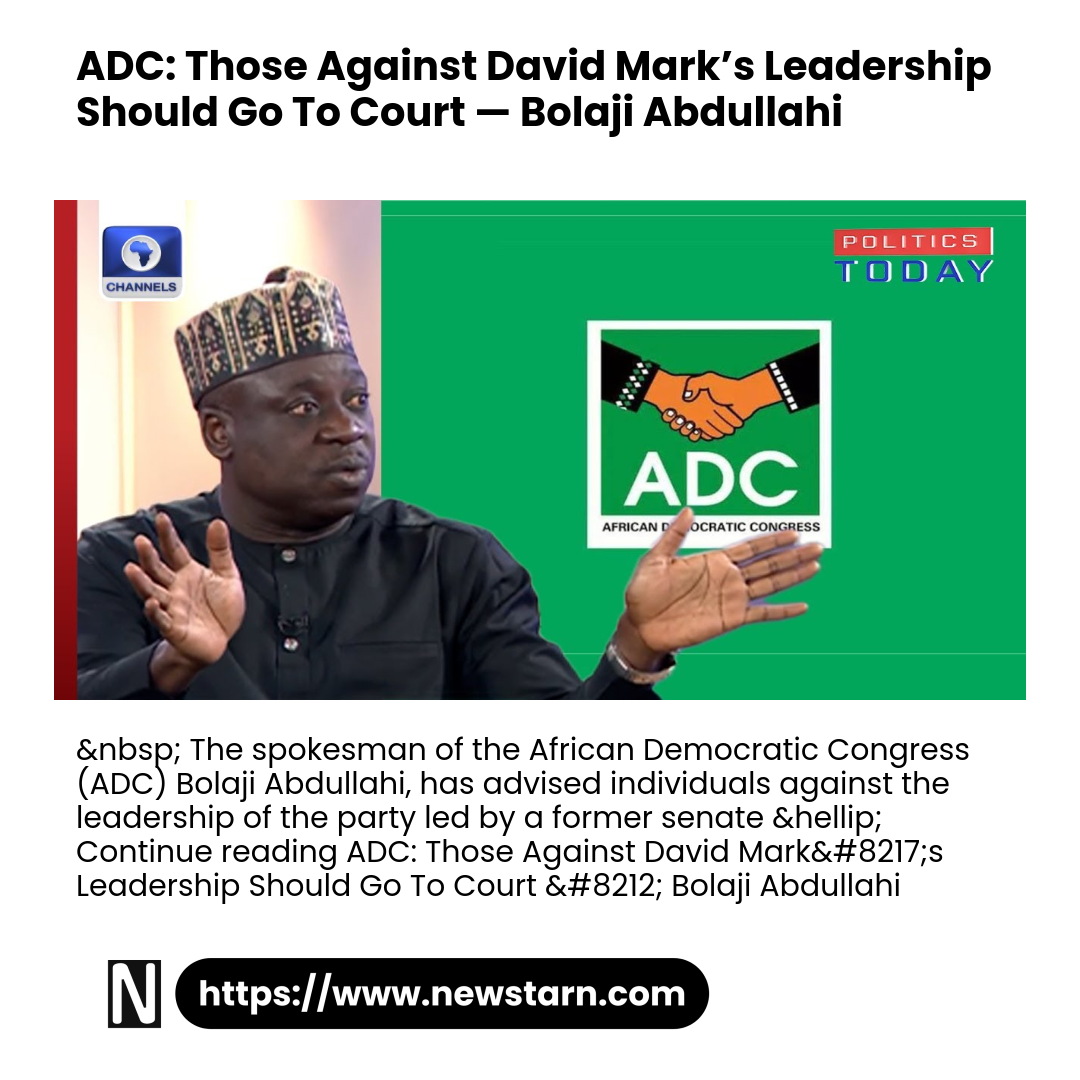 ADC: Those Against David Mark’s Leadership
Should Go To Court — Bolaji Abdullahi
CHANNELS
POLITICS
TODAY
ADC
AFRICAN D OCRATIC CONGRESS
&nbsp; The spokesman of the African Democratic Congress
(ADC) Bolaji Abdullahi, has advised individuals against the
leadership of the party led by a former senate &hellip;
Continue reading ADC: Those Against David Mark&#8217;s
Leadership Should Go To Court &#8212; Bolaji Abdullahi
N
https://www.newstarn.com